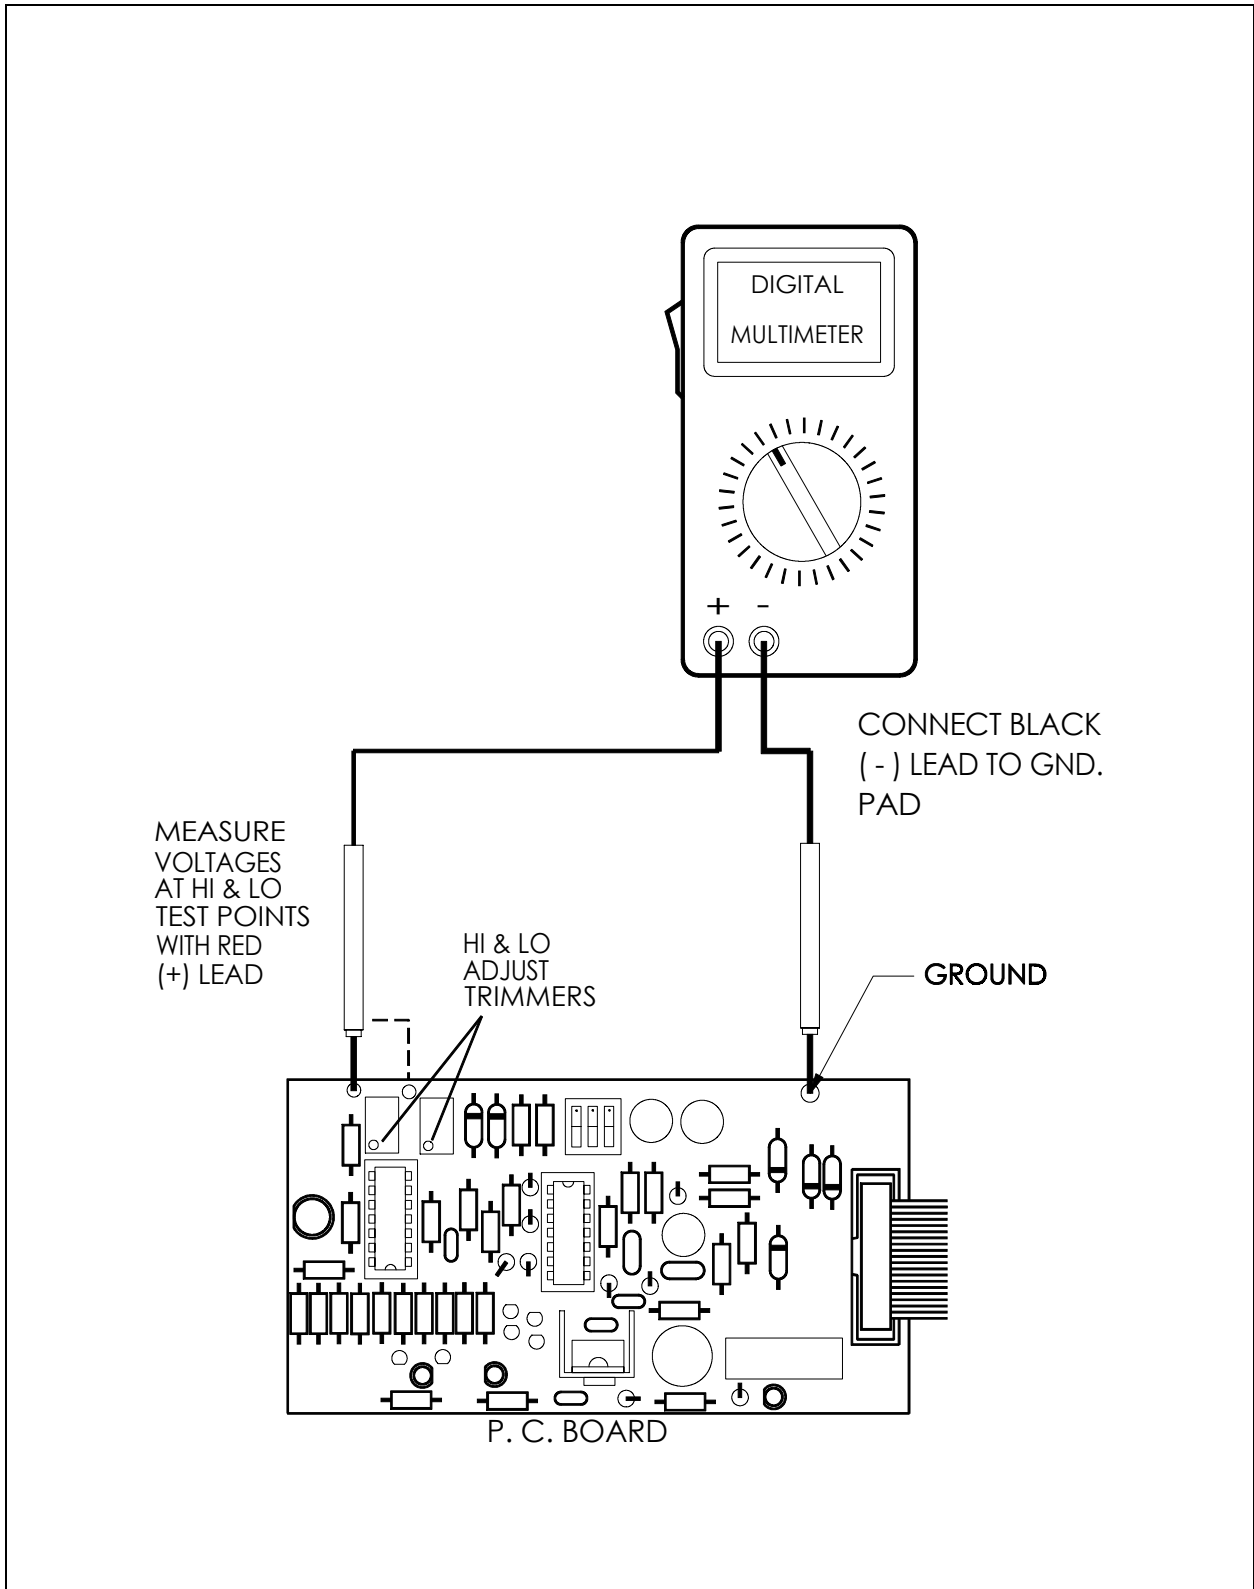 DIGITAL
MULTIMETER
+ -
CONNECT BLACK
( - ) LEAD TO GND.
PAD
MEASURE
VOLTAGES
AT HI & LO
TEST POINTS
WITH RED
(+) LEAD
HI & LO
ADJUST
TRIMMERS
GROUND
P. C. BOARD